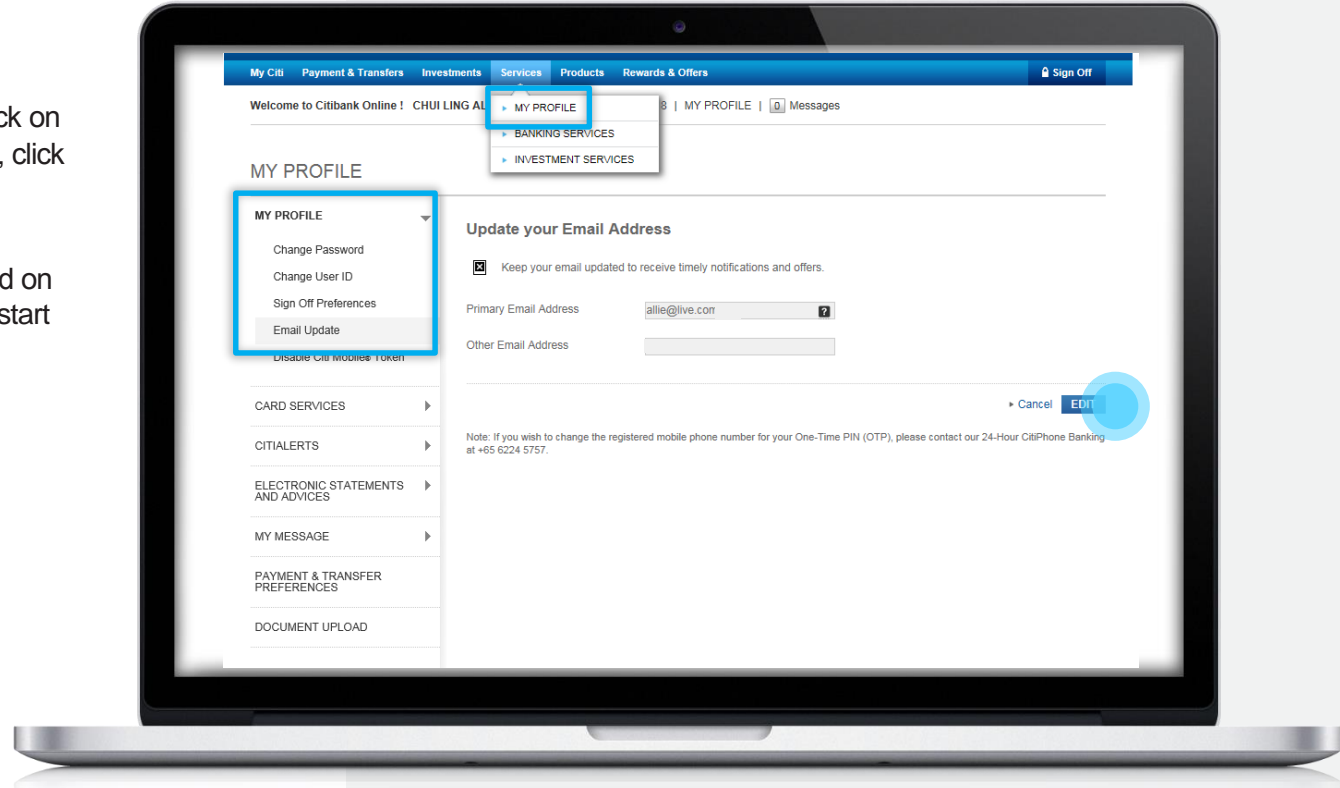 ck on
, click
d on
start
My Citi Payment & Transfers Investments Services Products Rewards & Offers Sign Off
Welcome to Citibank Online ! CHUI LING AL 8 | MY PROFILE | 0 Messages
MY PROFILE
BANKING SERVICES
INVESTMENT SERVICES
MY PROFILE
MY PROFILE
Change Password
Change User ID
Sign Off Preferences
Email Update
Disable Citi Mobile® Token
CARD SERVICES
CITIALERTS
ELECTRONIC STATEMENTS
AND ADVICES
MY MESSAGE
PAYMENT & TRANSFER
PREFERENCES
DOCUMENT UPLOAD
Update your Email Address
Keep your email updated to receive timely notifications and offers.
Primary Email Address allie@live.com ?
Other Email Address
Cancel EDIT
Note: If you wish to change the registered mobile phone number for your One-Time PIN (OTP), please contact our 24-Hour CitiPhone Banking
at +65 6224 5757.